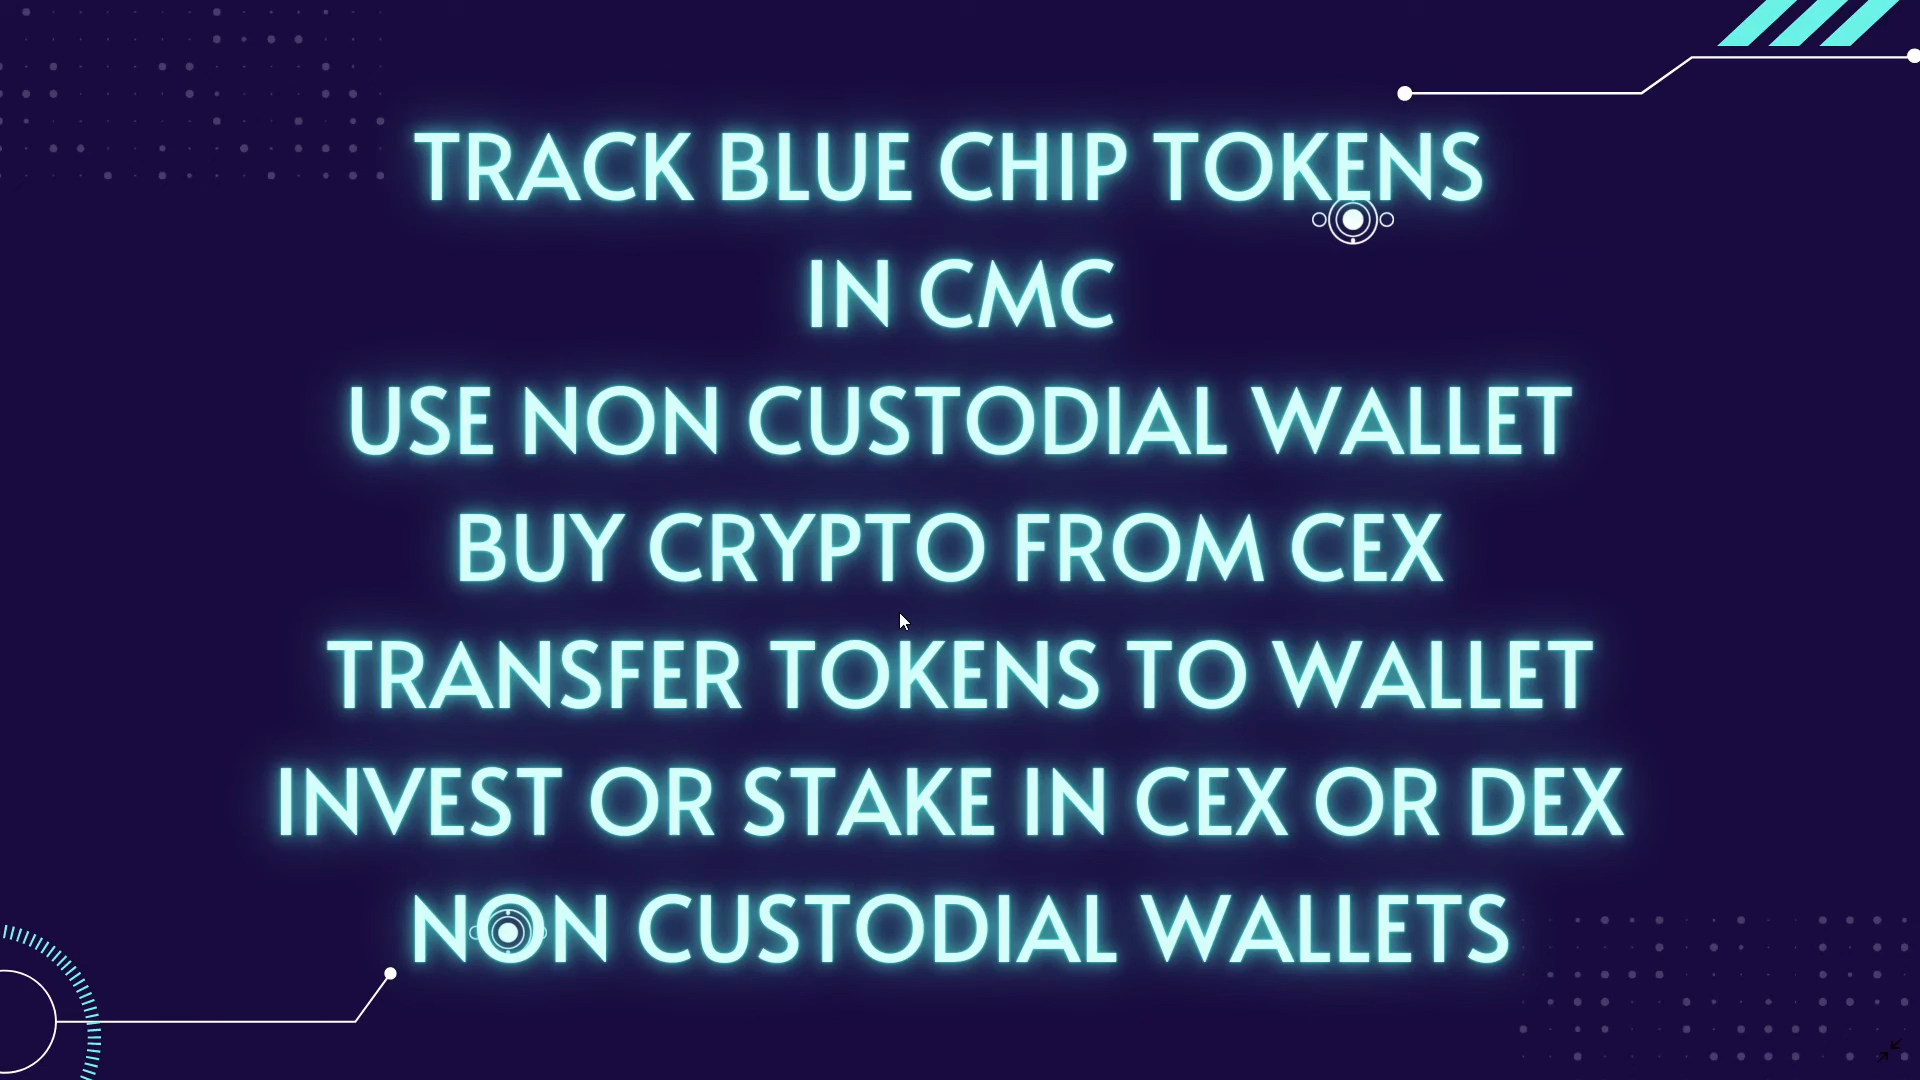 TRACK BLUE CHIP TOKENS
IN CMC
USE NON CUSTODIAL WALLET
BUY CRYPTO FROM CEX
TRANSFER TOKENS TO WALLET
INVEST OR STAKE IN CEX OR DEX
NON CUSTODIAL WALLETS